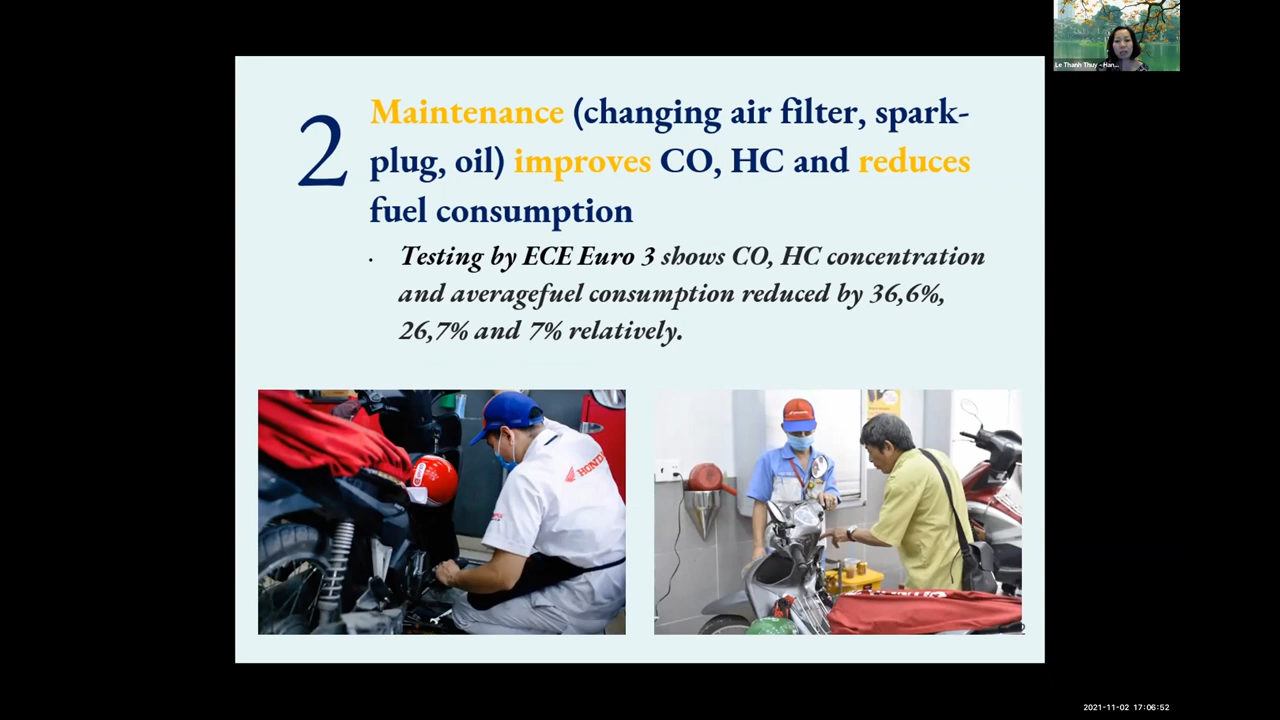 Le Thanh Thuy - Han...
2
Maintenance (changing air filter, spark-
plug, oil) improves CO, HC and reduces
fuel consumption
· Testing by ECE Euro 3 shows CO, HC concentration
and averagefuel consumption reduced by 36,6%,
26,7% and 7% relatively.
HONDA
2021-11-02 17:06:52